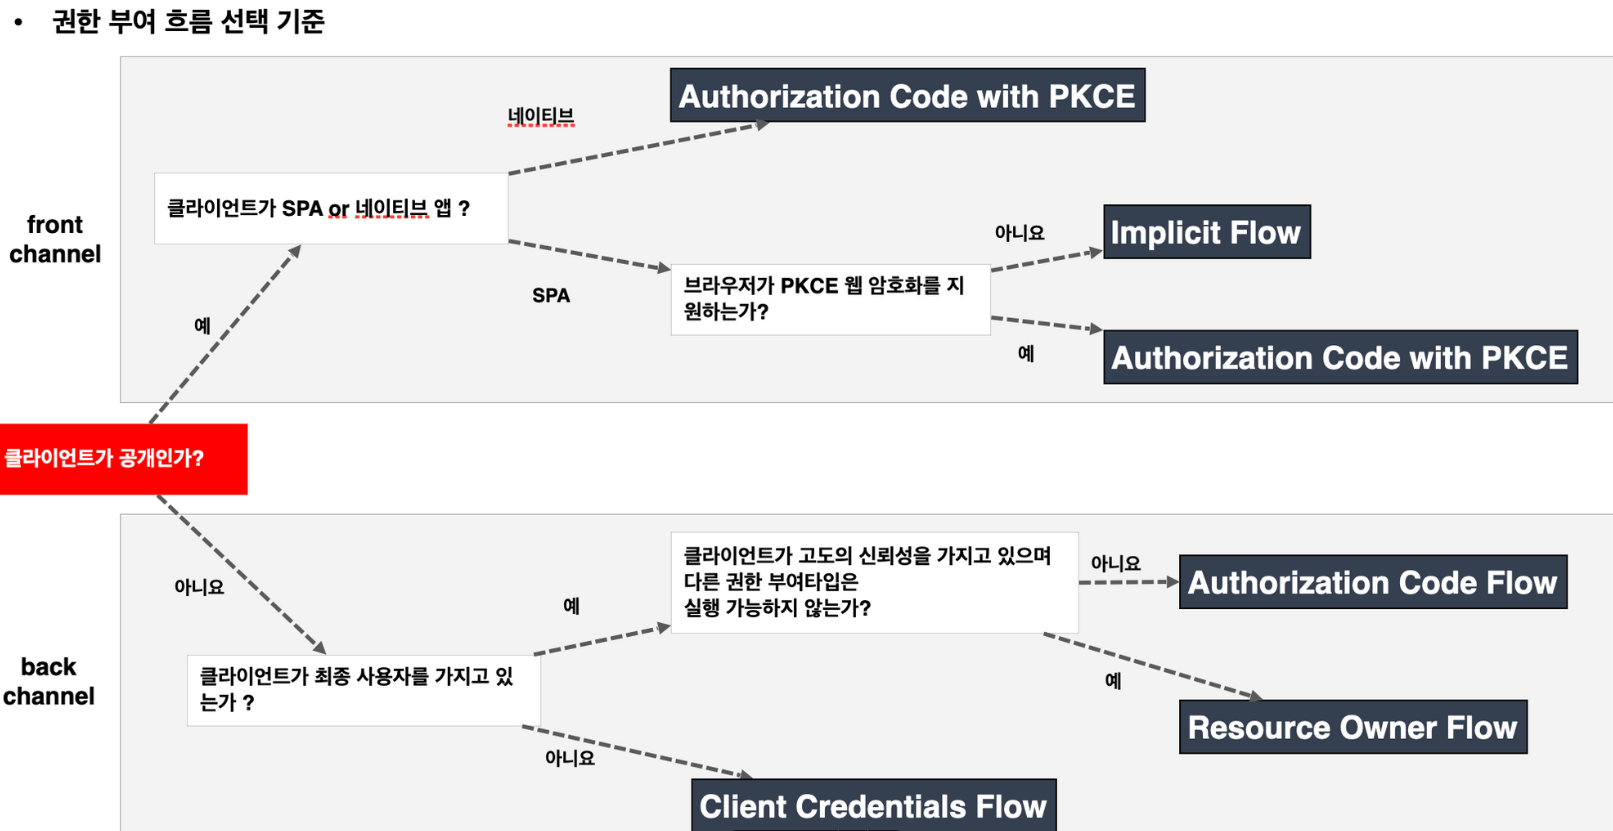 • 권한 부여 흐름 선택 기준
Authorization Code with PKCE
네이티브
클라이언트가 SPA or 네이티브 앱 ?
front
channel
아니요
Implicit Flow
브라우저가 PKCE 웹 암호화를 지
원하는가?
SPA
예
예
Authorization Code with PKCE
클라이언트가 공개인가?
클라이언트가 고도의 신뢰성을 가지고 있으며
다른 권한 부여타입은
실행 가능하지 않는가?
아니요
Authorization Code Flow
아니요
예
back
channel
클라이언트가 최종 사용자를 가지고 있
는가 ?
예
Resource Owner Flow
아니요
Client Credentials Flow